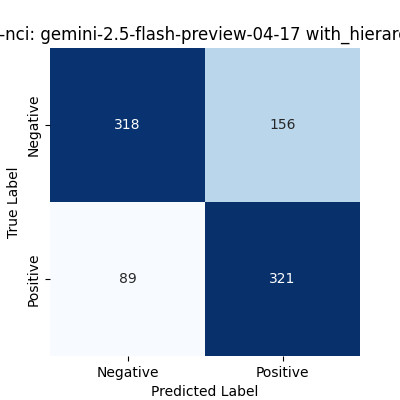 -nci: gemini-2.5-flash-preview-04-17 with_hierar
Negative
318
156
True Label
Positive
89
321
Negative
Positive
Predicted Label